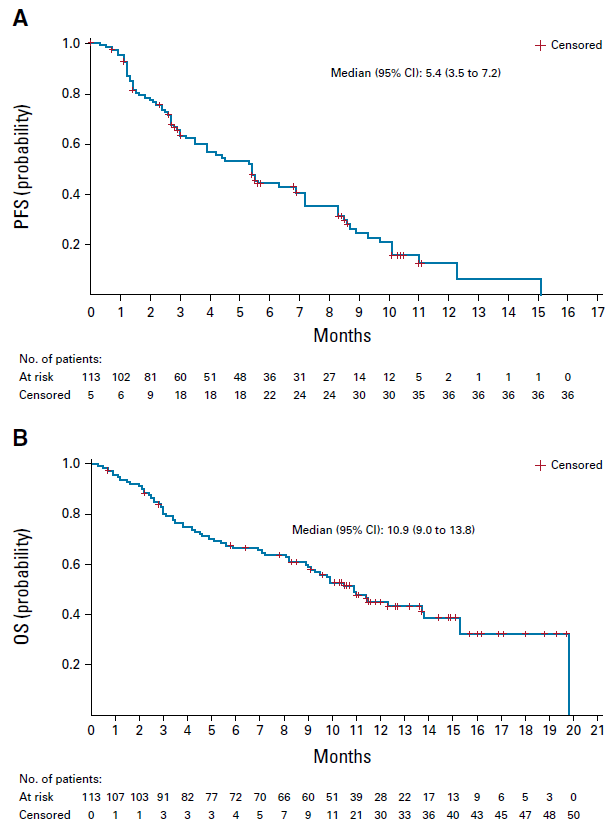 A
1.0
0.8
0.6
0.4
0.2
PFS (probability)
Censored
Median (95% CI): 5.4 (3.5 to 7.2)
0 1 2 3 4 5 6 7 8 9 10 11 12 13 14 15 16 17
Months
No. of patients:
At risk 113 102 81 60 51 48 36 31 27 14 12 5 2 1 1 1 0
Censored 5 6 9 18 18 18 22 24 24 30 30 35 36 36 36 36 36
B
1.0
0.8
0.6
0.4
0.2
OS (probability)
Censored
Median (95% CI): 10.9 (9.0 to 13.8)
0 1 2 3 4 5 6 7 8 9 10 11 12 13 14 15 16 17 18 19 20 21
Months
No. of patients:
At risk 113 107 103 91 82 77 72 70 66 60 51 39 28 22 17 13 9 6 5 3 0
Censored 0 1 1 3 3 3 4 5 7 9 11 21 30 33 36 40 43 45 47 48 50